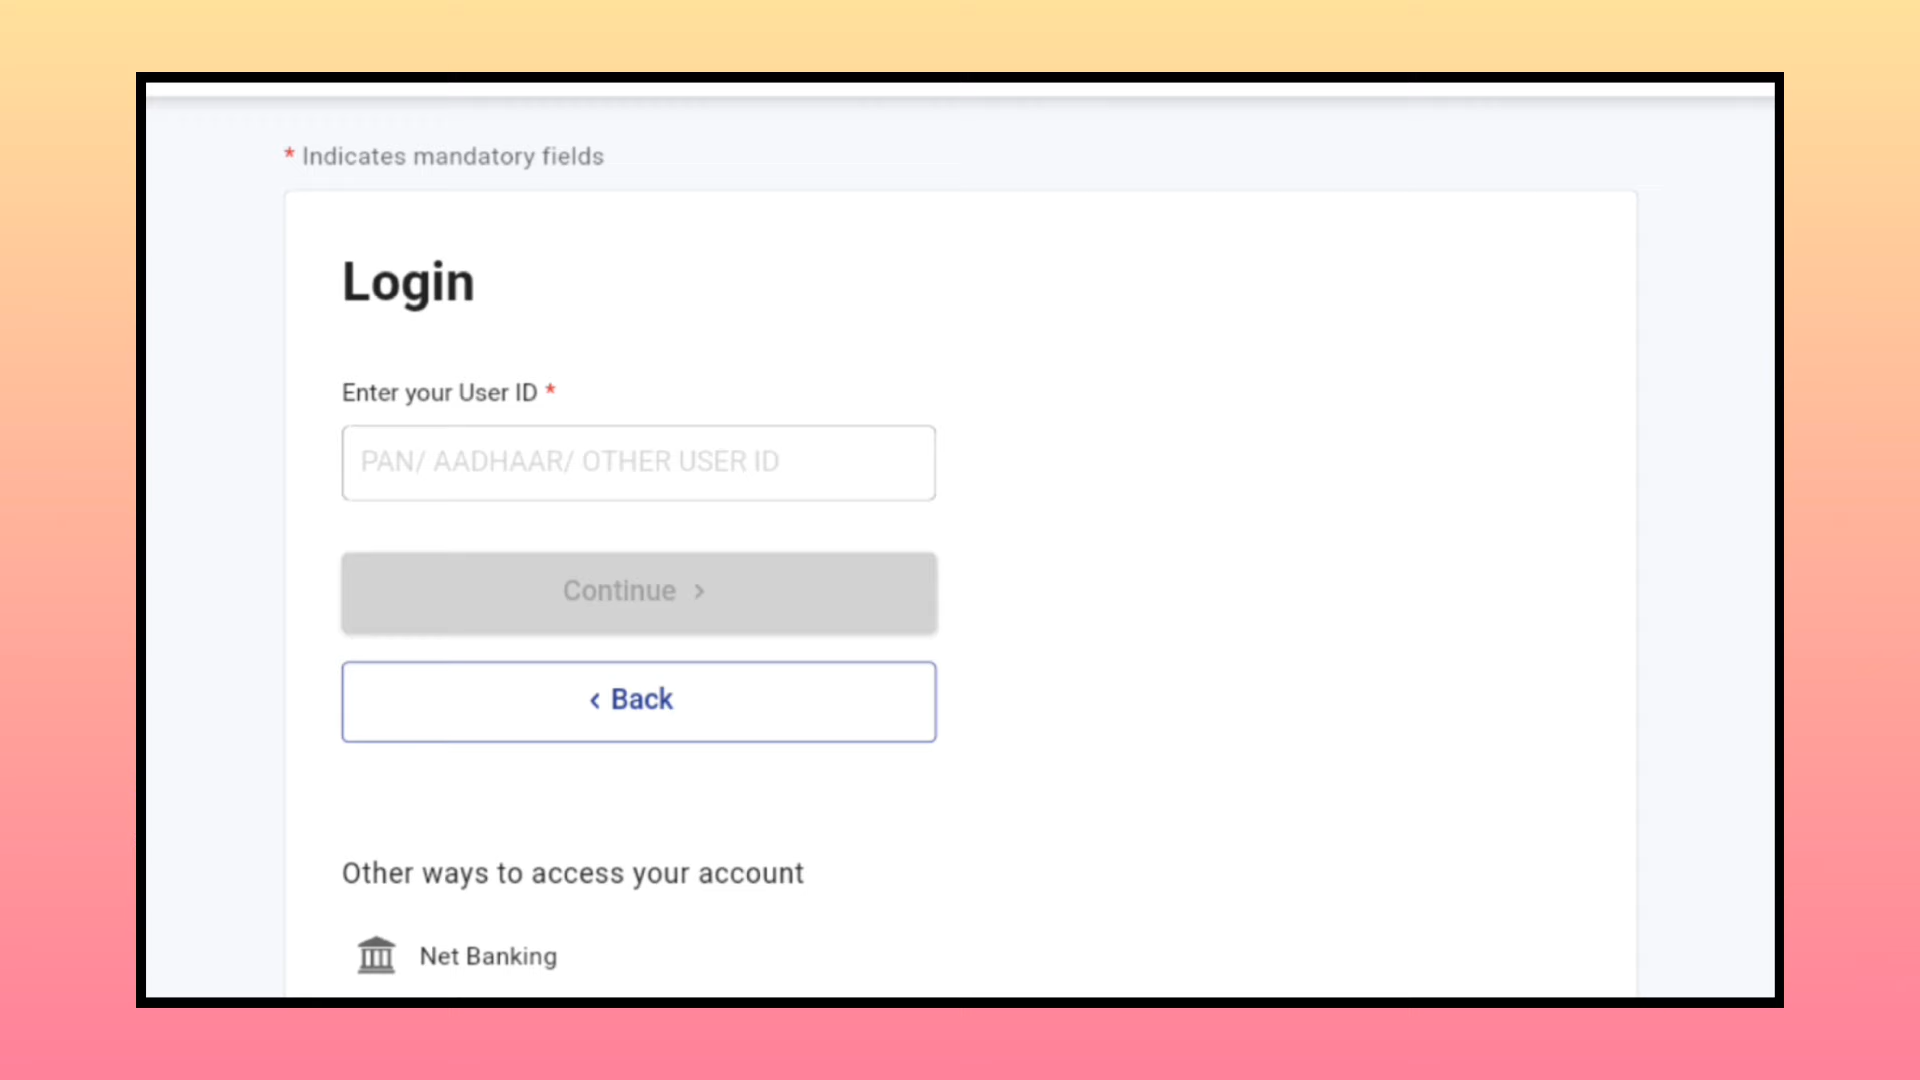 * Indicates mandatory fields
Login
Enter your User ID *
PAN/ AADHAAR/ OTHER USER ID
Continue >
< Back
Other ways to access your account
Net Banking